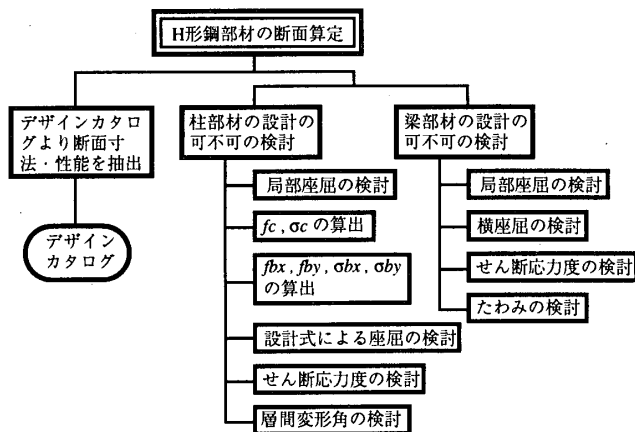 H形鋼部材の断面算定
デザインカタロ
グより断面寸
法・性能を抽出
柱部材の設計の
可不可の検討
梁部材の設計の
可不可の検討
デザイン
カタログ
局部座屈の検討
fc , σc の算出
fbx , fby , σbx , σby
の算出
設計式による座屈の検討
せん断応力度の検討
層間変形角の検討
局部座屈の検討
横座屈の検討
せん断応力度の検討
たわみの検討